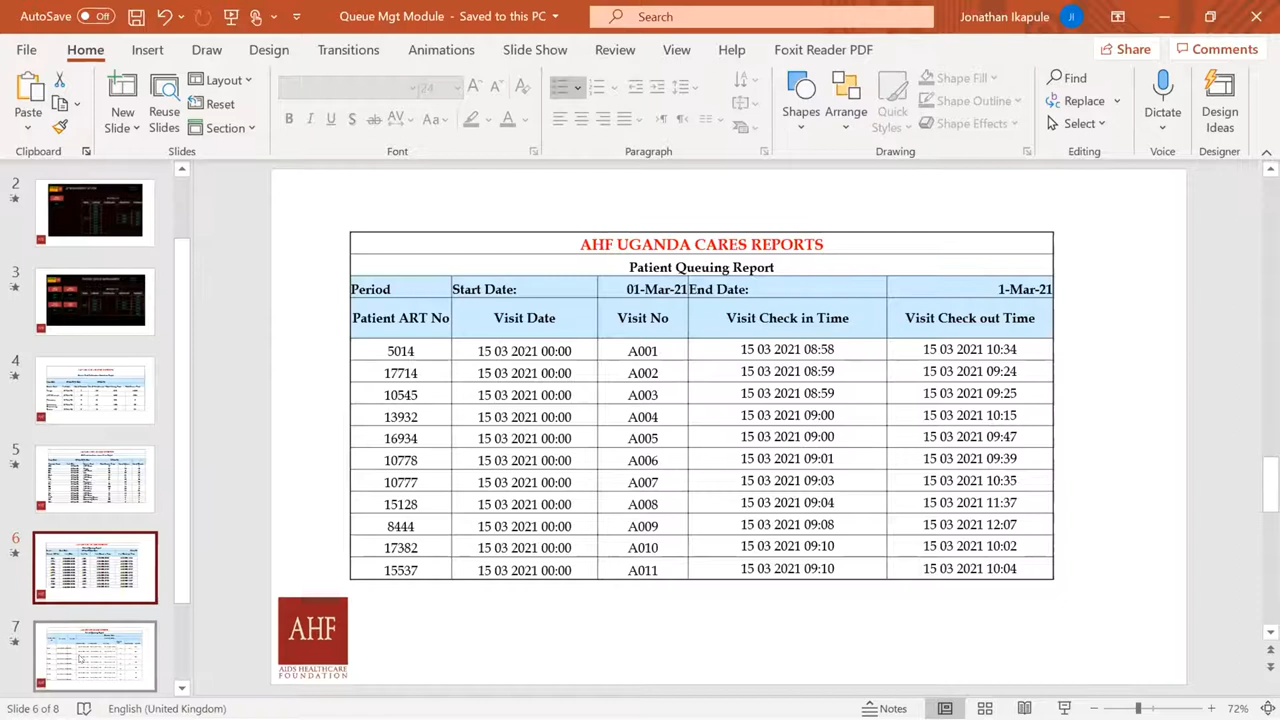 AutoSave Off Queue Mgt Module - Saved to this PC Search Jonathan Ikapule JI
File Home Insert Draw Design Transitions Animations Slide Show Review View Help Foxit Reader PDF Share Comments
Paste New Slide Reuse Slides Layout Reset Section
Shapes Arrange Quick Styles Shape Fill Shape Outline Shape Effects
Find Replace Select Dictate Design Ideas
Clipboard Slides Font Paragraph Drawing Editing Voice Designer
2
3
4
5
6
7
AHF UGANDA CARES REPORTS
Patient Queuing Report
Period Start Date: 01-Mar-21 End Date: 1-Mar-21
Patient ART No Visit Date Visit No Visit Check in Time Visit Check out Time
5014 15 03 2021 00:00 A001 15 03 2021 08:58 15 03 2021 10:34
17714 15 03 2021 00:00 A002 15 03 2021 08:59 15 03 2021 09:24
10545 15 03 2021 00:00 A003 15 03 2021 08:59 15 03 2021 09:25
13932 15 03 2021 00:00 A004 15 03 2021 09:00 15 03 2021 10:15
16934 15 03 2021 00:00 A005 15 03 2021 09:00 15 03 2021 09:47
10778 15 03 2021 00:00 A006 15 03 2021 09:01 15 03 2021 09:39
10777 15 03 2021 00:00 A007 15 03 2021 09:03 15 03 2021 10:35
15128 15 03 2021 00:00 A008 15 03 2021 09:04 15 03 2021 11:37
8444 15 03 2021 00:00 A009 15 03 2021 09:08 15 03 2021 12:07
17382 15 03 2021 00:00 A010 15 03 2021 09:10 15 03 2021 10:02
15537 15 03 2021 00:00 A011 15 03 2021 09:10 15 03 2021 10:04
AHF
AIDS HEALTHCARE
FOUNDATION
Slide 6 of 8 English (United Kingdom) Notes 72%